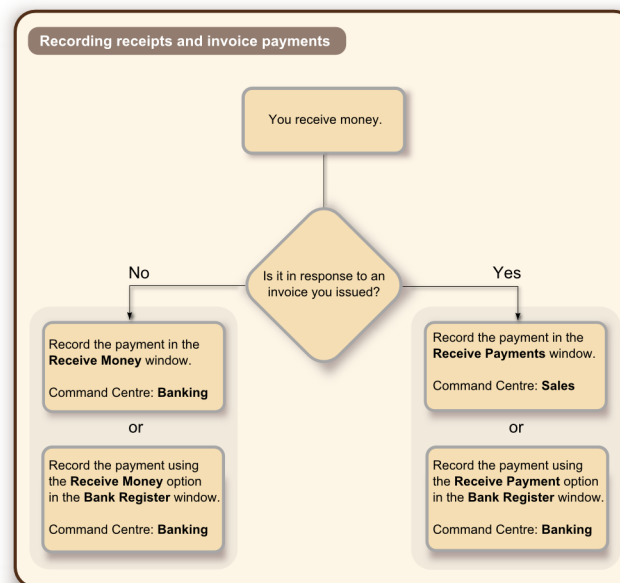 Recording receipts and invoice payments
You receive money.
Is it in response to an
invoice you issued?
No
Yes
Record the payment in the
Receive Money window.
Command Centre: Banking
or
Record the payment using
the Receive Money option
in the Bank Register window.
Command Centre: Banking
Record the payment in the
Receive Payments window.
Command Centre: Sales
or
Record the payment using
the Receive Payment option
in the Bank Register window.
Command Centre: Banking